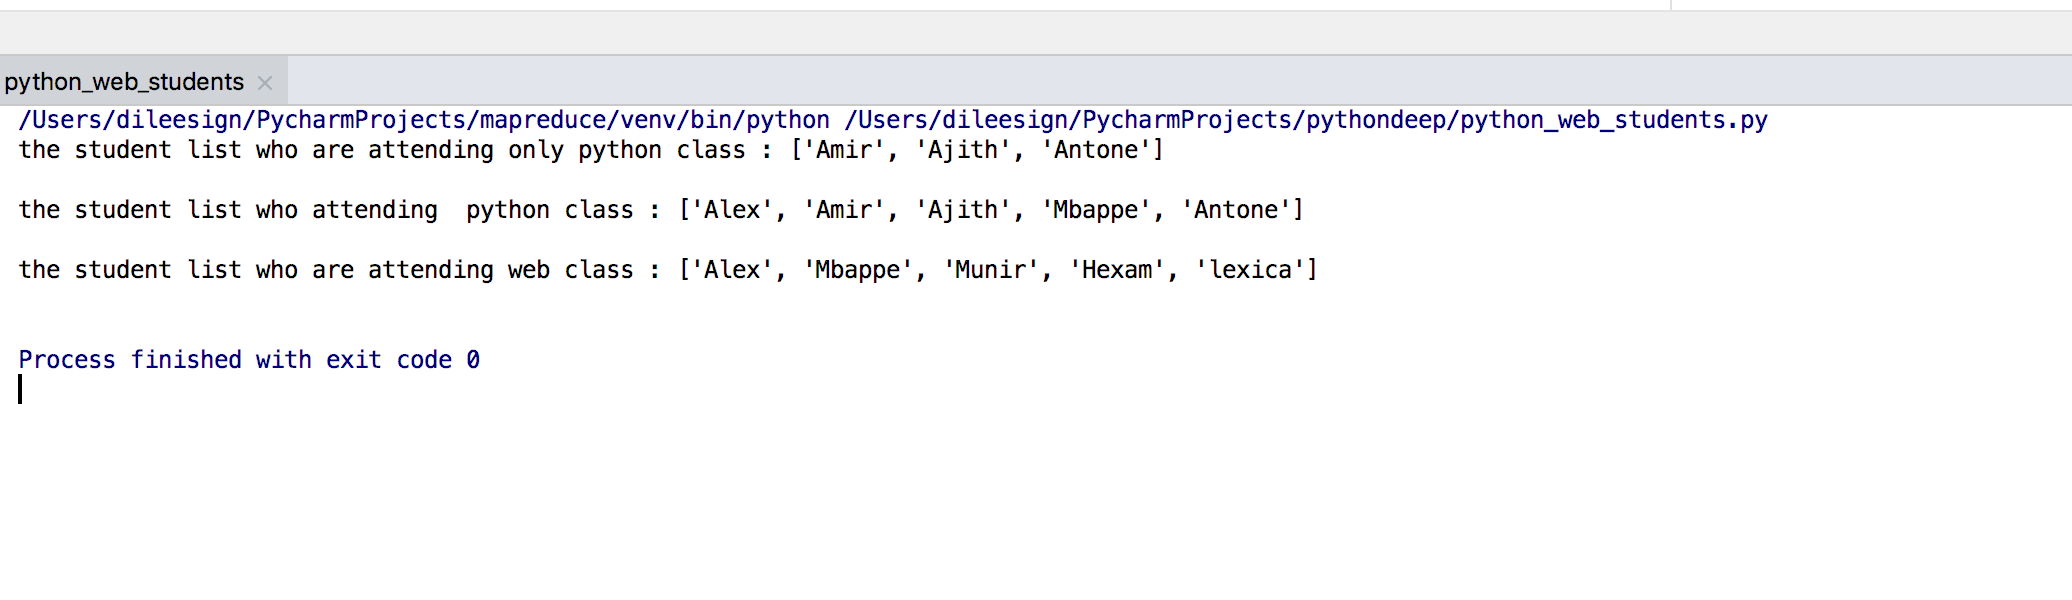 python_web_students
/Users/dileesign/PycharmProjects/mapreduce/venv/bin/python /Users/dileesign/PycharmProjects/pythondeep/python_web_students.py
the student list who are attending only python class : ['Amir', 'Ajith', 'Antone']
the student list who attending  python class : ['Alex', 'Amir', 'Ajith', 'Mbappe', 'Antone']
the student list who are attending web class : ['Alex', 'Mbappe', 'Munir', 'Hexam', 'lexica']
Process finished with exit code 0